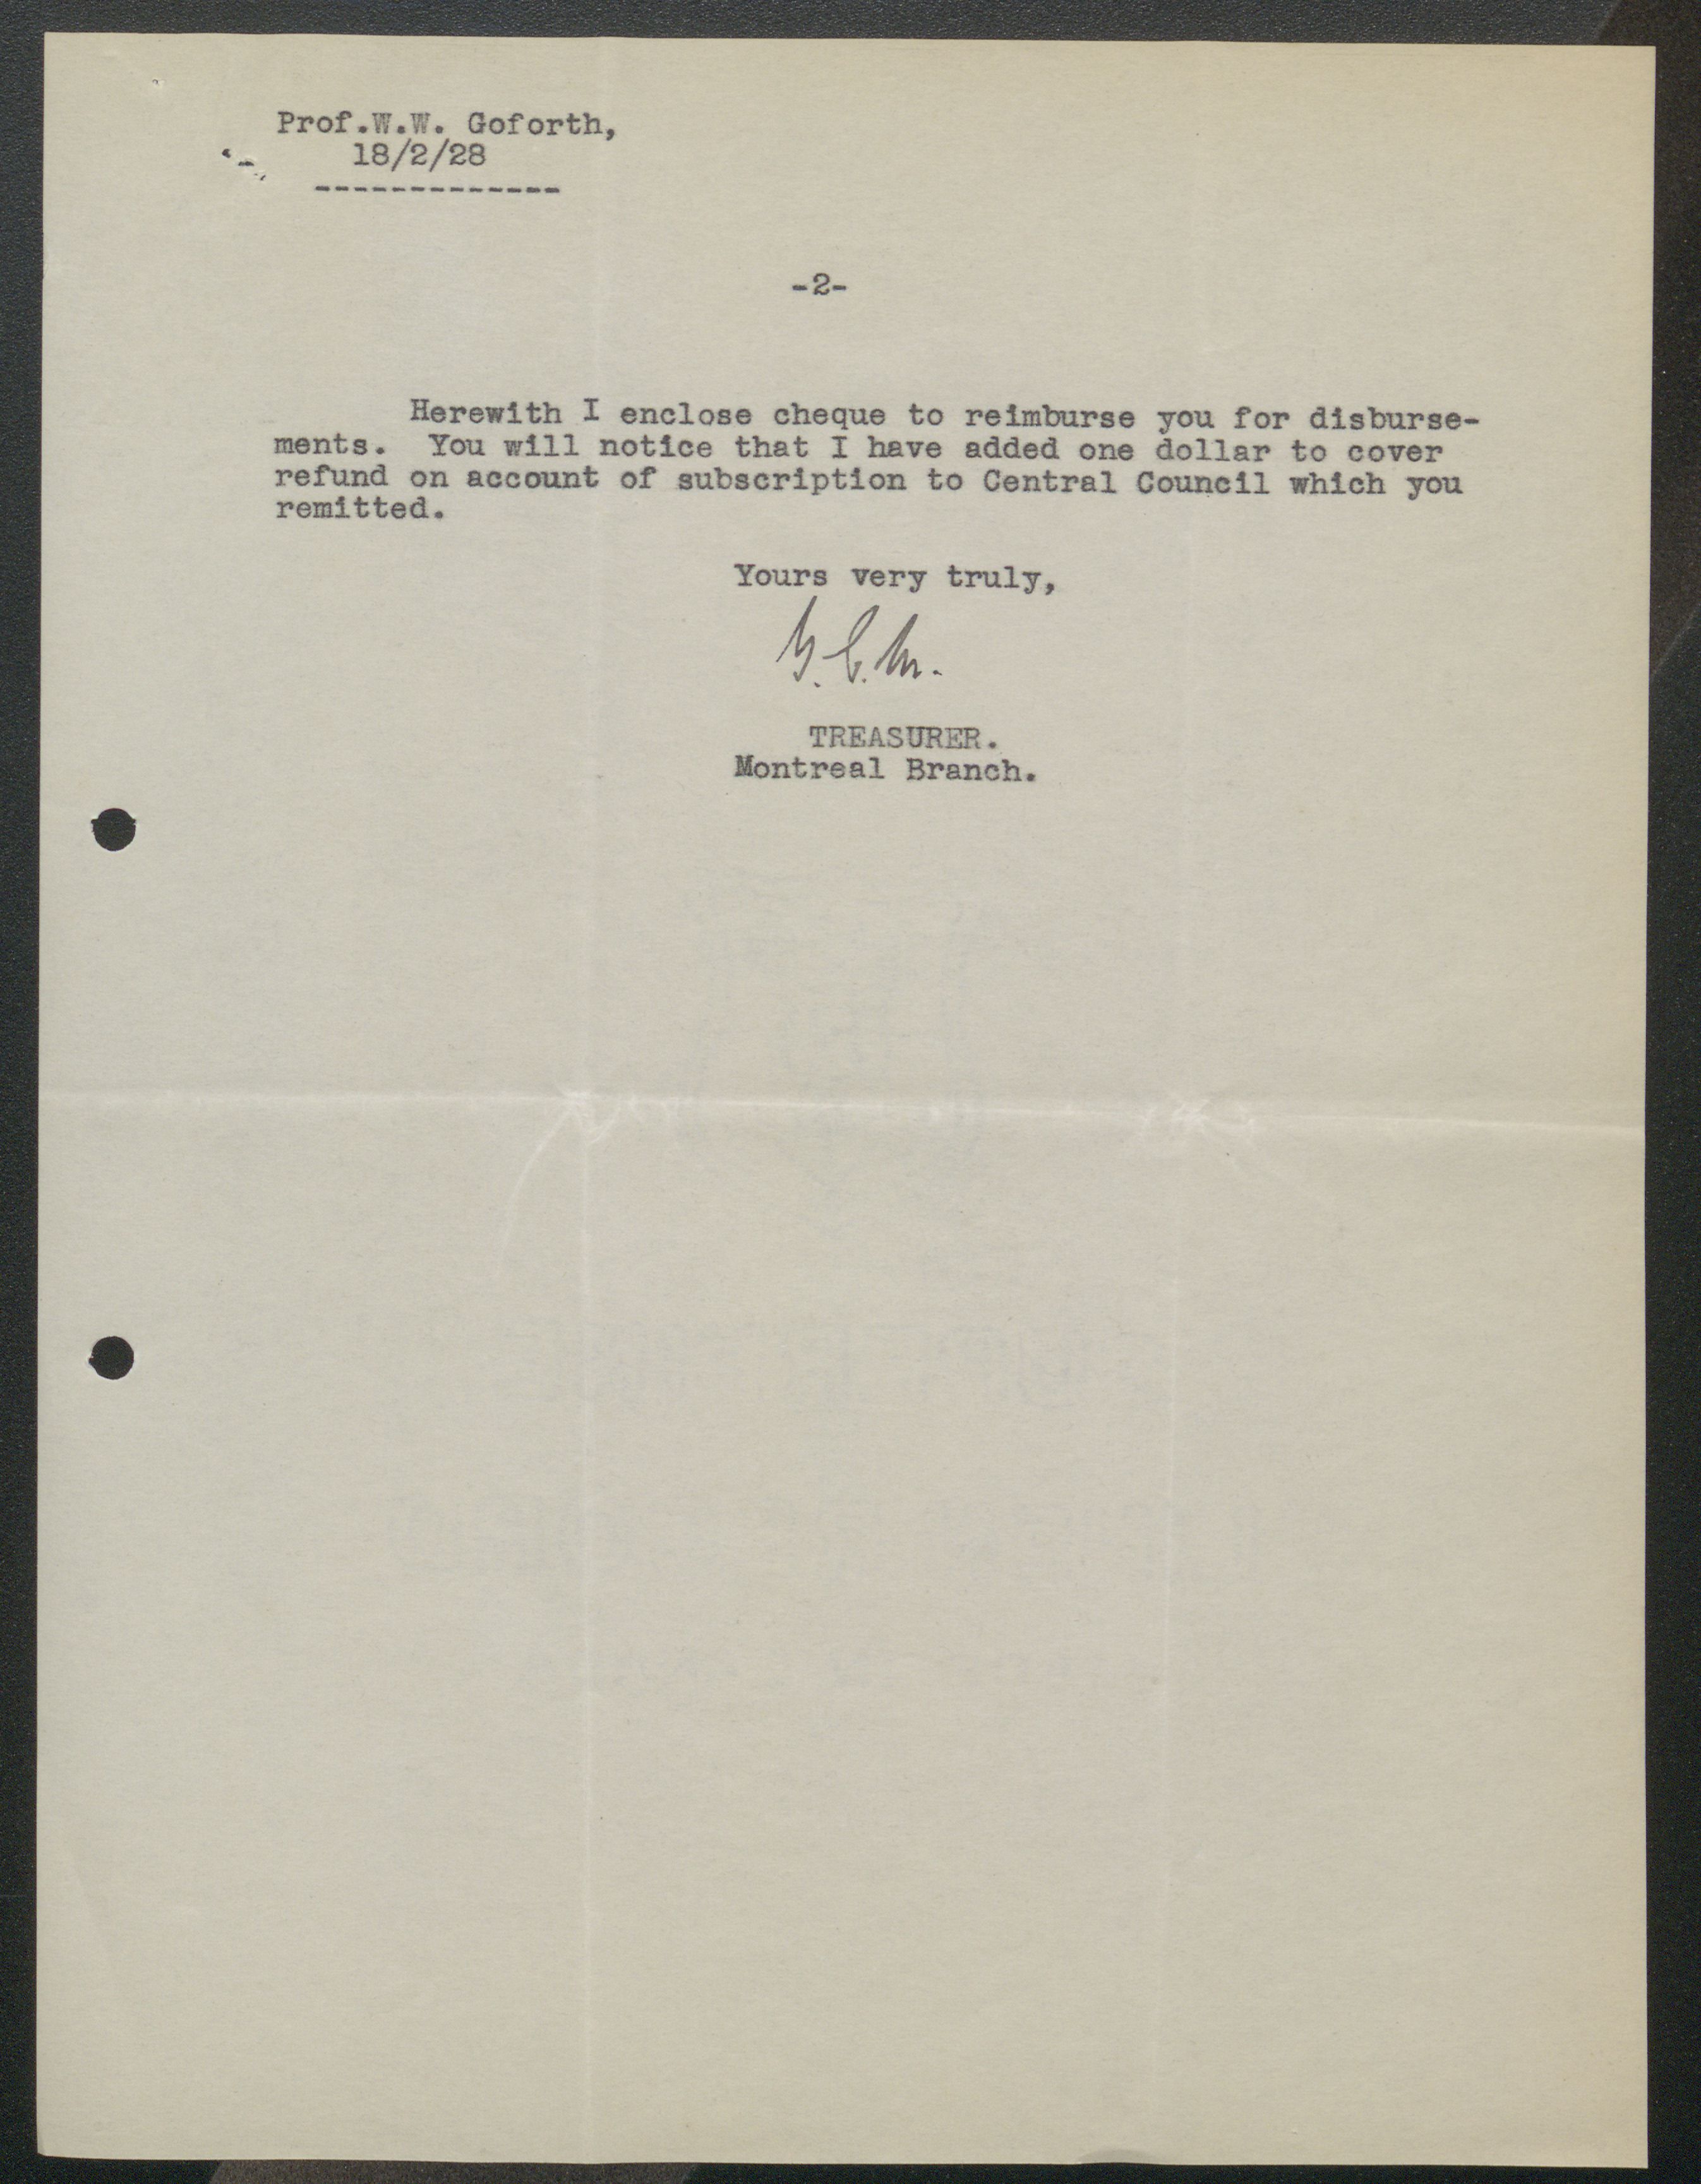 Prof.W.W. Goforth,
18/2/28
-------------
-2-
Herewith I enclose cheque to reimburse you for disburse-
ments. You will notice that I have added one dollar to cover
refund on account of subscription to Central Council which you
remitted.
Yours very truly,
TREASURER.
Montreal Branch.